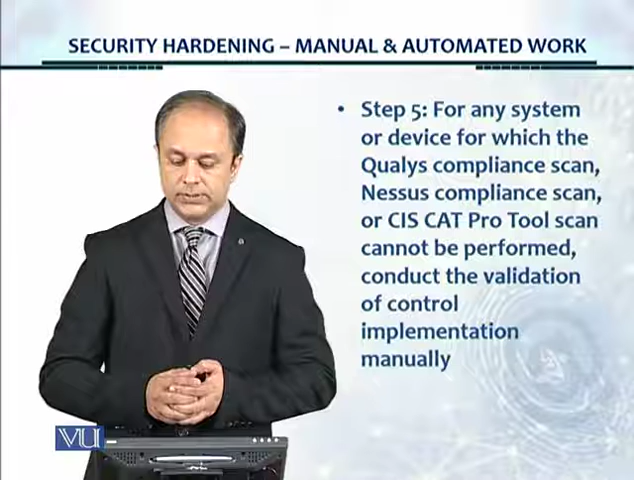 SECURITY HARDENING – MANUAL & AUTOMATED WORK
• Step 5: For any system
or device for which the
Qualys compliance scan,
Nessus compliance scan,
or CIS CAT Pro Tool scan
cannot be performed,
conduct the validation
of control
implementation
manually
VU